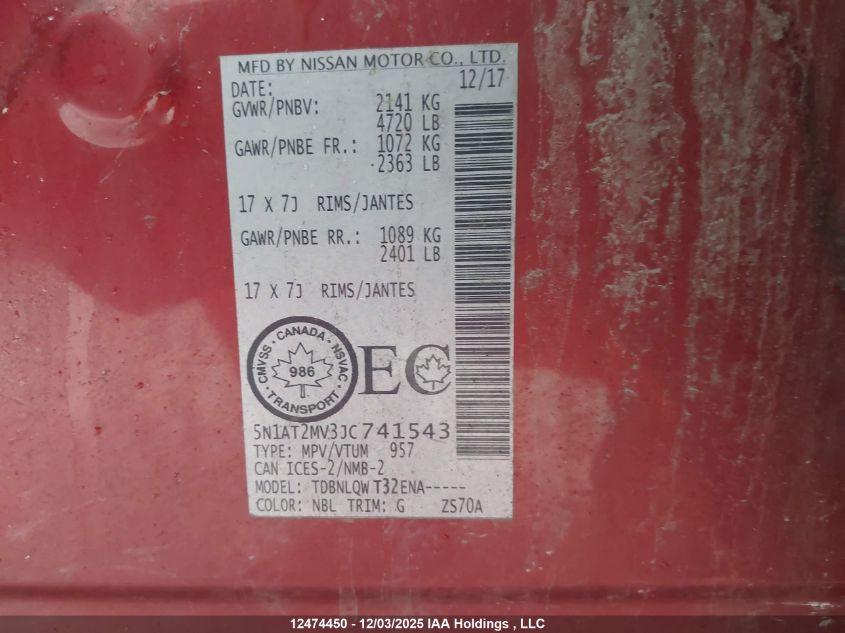 MFD BY NISSAN MOTOR CO., LTD.
DATE: 12/17
GVWR/PNBV: 2141 KG
4720 LB
GAWR/PNBE FR.: 1072 KG
2363 LB
17 X 7J RIMS/JANTES
GAWR/PNBE RR.: 1089 KG
2401 LB
17 X 7J RIMS/JANTES
CANADA
CMVSS · NSVAC
986
TRANSPORT
EC
5N1AT2MV3JC741543
TYPE: MPV/VTUM 957
CAN ICES-2/NMB-2
MODEL: TDBNLQW T32ENA-----
COLOR: NBL TRIM: G ZS70A
12474450 - 12/03/2025 IAA Holdings , LLC